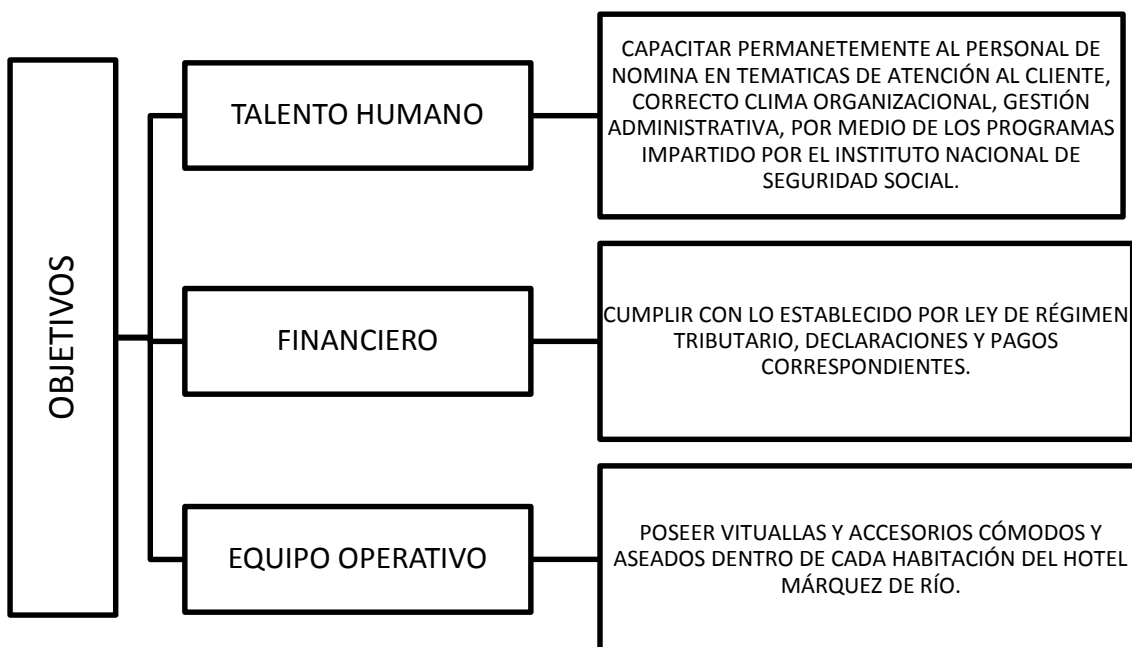 OBJETIVOS
TALENTO HUMANO
CAPACITAR PERMANETEMENTE AL PERSONAL DE
NOMINA EN TEMATICAS DE ATENCIÓN AL CLIENTE,
CORRECTO CLIMA ORGANIZACIONAL, GESTIÓN
ADMINISTRATIVA, POR MEDIO DE LOS PROGRAMAS
IMPARTIDO POR EL INSTITUTO NACIONAL DE
SEGURIDAD SOCIAL.
FINANCIERO
CUMPLIR CON LO ESTABLECIDO POR LEY DE RÉGIMEN
TRIBUTARIO, DECLARACIONES Y PAGOS
CORRESPONDIENTES.
EQUIPO OPERATIVO
POSEER VITUALLAS Y ACCESORIOS CÓMODOS Y
ASEADOS DENTRO DE CADA HABITACIÓN DEL HOTEL
MÁRQUEZ DE RÍO.